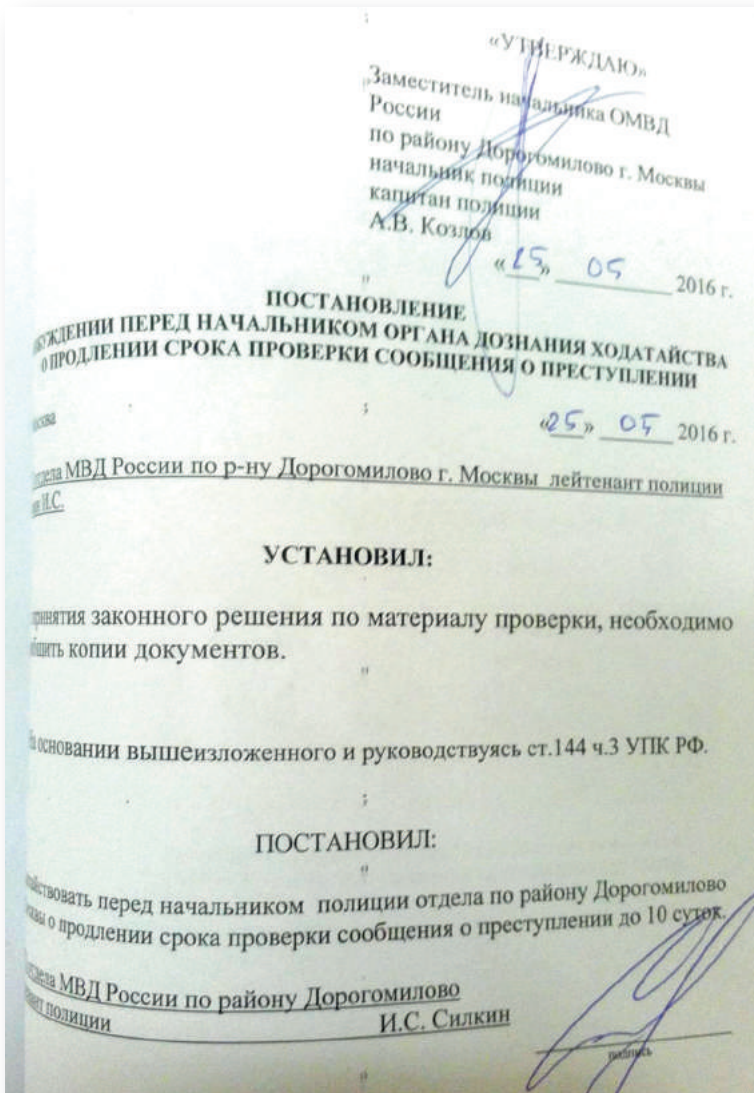 «УТВЕРЖДАЮ»
Заместитель начальника ОМВД
России
по району Дорогомилово г. Москвы
начальник полиции
капитан полиции
А.В. Козлов
«25» 05 2016 г.
ПОСТАНОВЛЕНИЕ
ПЕРЕД НАЧАЛЬНИКОМ ОРГАНА ДОЗНАНИЯ ХОДАТАЙСТВА
О ПРОДЛЕНИИ СРОКА ПРОВЕРКИ СООБЩЕНИЯ О ПРЕСТУПЛЕНИИ
«25» 05 2016 г.
МВД России по р-ну Дорогомилово г. Москвы лейтенант полиции
И.С.
УСТАНОВИЛ:
принятия законного решения по материалу проверки, необходимо
копии документов.
основании вышеизложенного и руководствуясь ст.144 ч.3 УПК РФ.
ПОСТАНОВИЛ:
перед начальником полиции отдела по району Дорогомилово
о продлении срока проверки сообщения о преступлении до 10 суток.
МВД России по району Дорогомилово
полиции И.С. Силкин
подпись